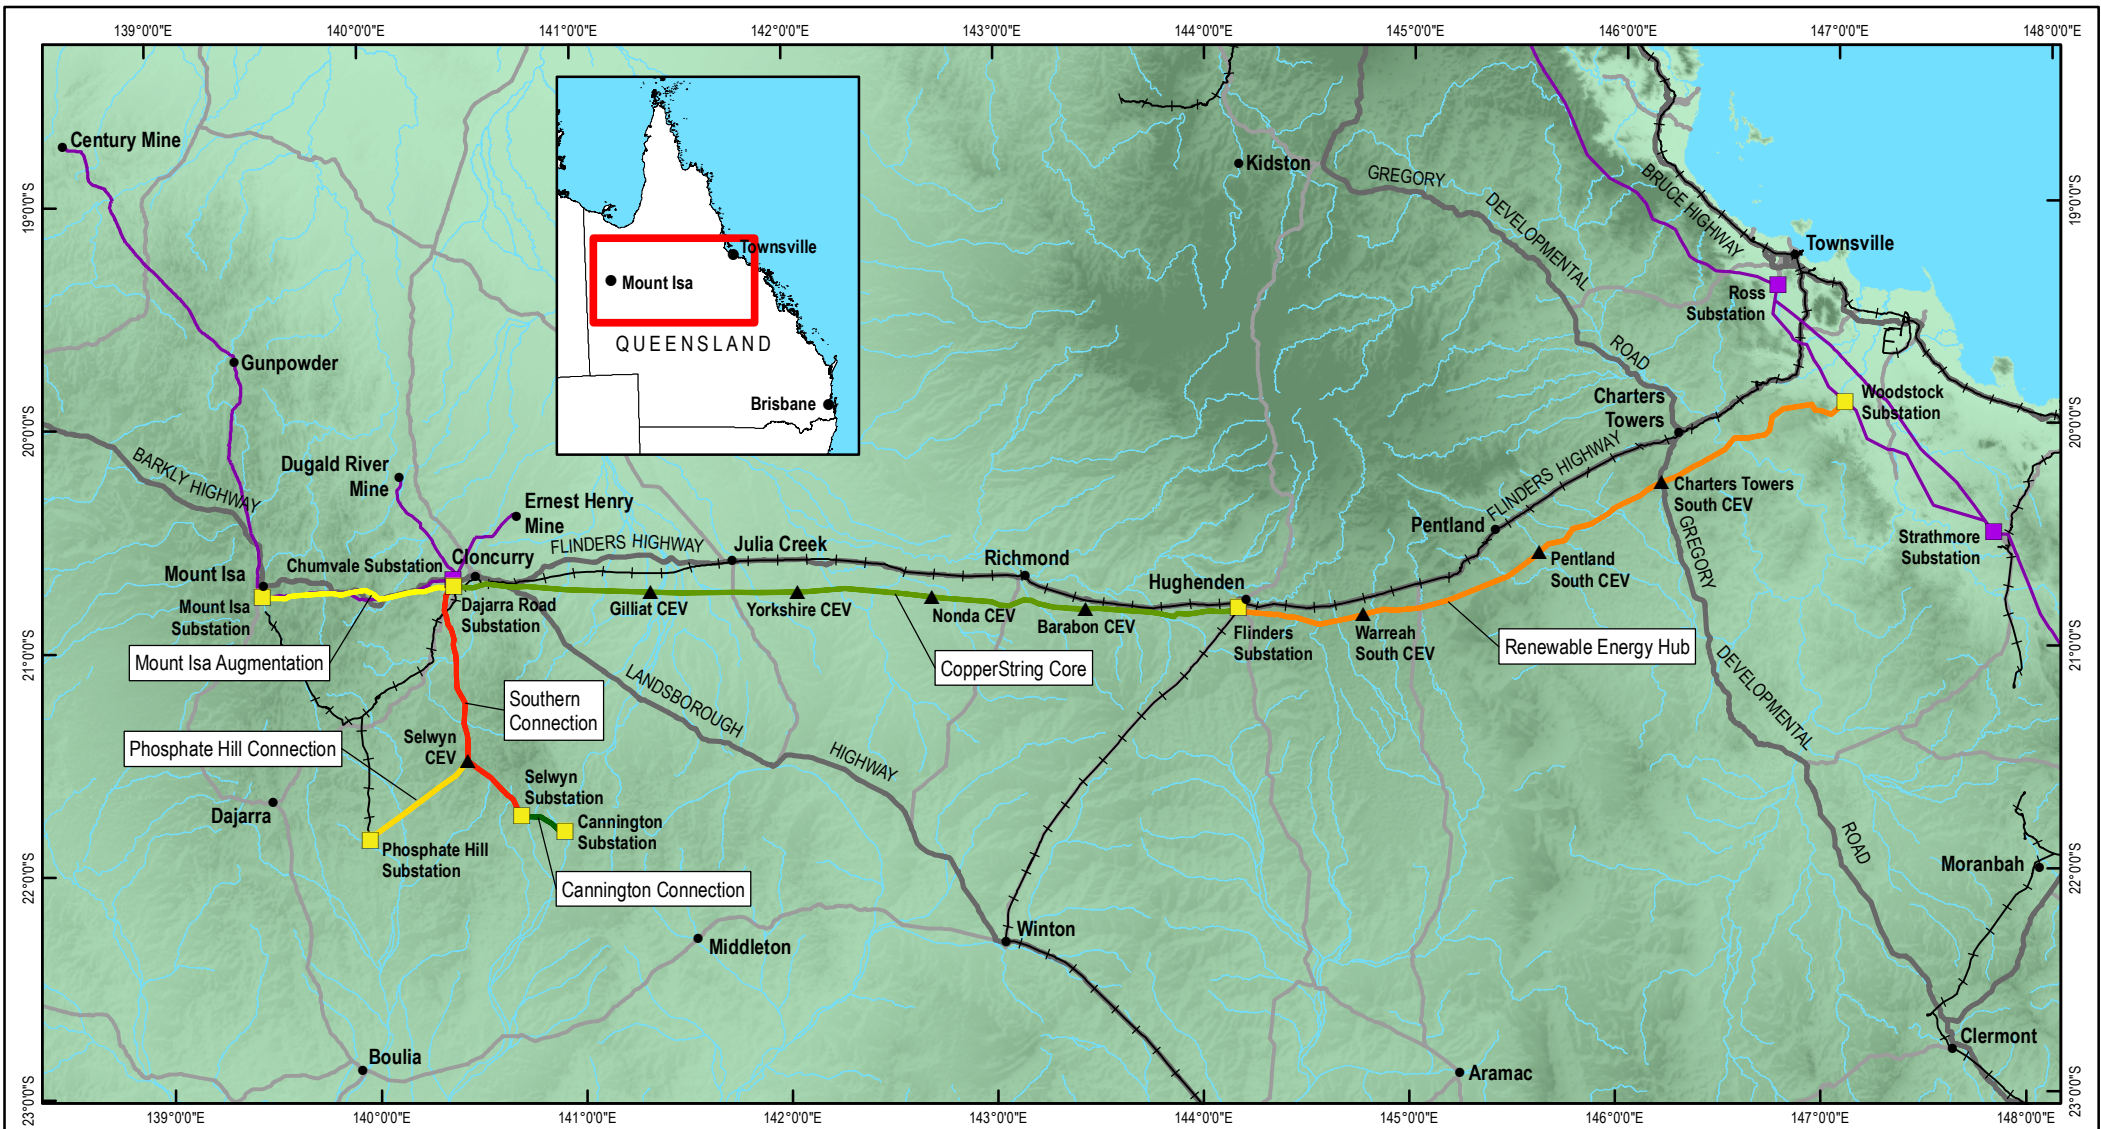 139°0'0"E
140°0'0"E
141°0'0"E
142°0'0"E
143°0'0"E
144°0'0"E
145°0'0"E
146°0'0"E
147°0'0"E
148°0'0"E
19°0'0"S
20°0'0"S
21°0'0"S
22°0'0"S
23°0'0"S
19°0'0"S
20°0'0"S
21°0'0"S
22°0'0"S
23°0'0"S
Century Mine
Gunpowder
Dugald River
Mine
Ernest Henry
Mine
BARKLY HIGHWAY
Mount Isa
Mount Isa
Substation
Chumvale Substation
Cloncurry
Dajarra Road
Substation
FLINDERS HIGHWAY
Julia Creek
Gilliat CEV
Yorkshire CEV
Nonda CEV
Richmond
Barabon CEV
Hughenden
Flinders
Substation
Warreah
South CEV
Pentland
Pentland
South CEV
FLINDERS HIGHWAY
Charters
Towers
Charters Towers
South CEV
Kidston
GREGORY
DEVELOPMENTAL
ROAD
BRUCE HIGHWAY
Townsville
Ross
Substation
Woodstock
Substation
Strathmore
Substation
GREGORY
DEVELOPMENTAL
ROAD
Mount Isa Augmentation
Southern
Connection
Phosphate Hill Connection
CopperString Core
Renewable Energy Hub
Cannington Connection
Selwyn
CEV
Selwyn
Substation
Cannington
Substation
Phosphate Hill
Substation
Dajarra
LANDSBOROUGH
HIGHWAY
Middleton
Winton
Boulia
Aramac
Moranbah
Clermont
Townsville
Mount Isa
QUEENSLAND
Brisbane
139°0'0"E
140°0'0"E
141°0'0"E
142°0'0"E
143°0'0"E
144°0'0"E
145°0'0"E
146°0'0"E
147°0'0"E
148°0'0"E